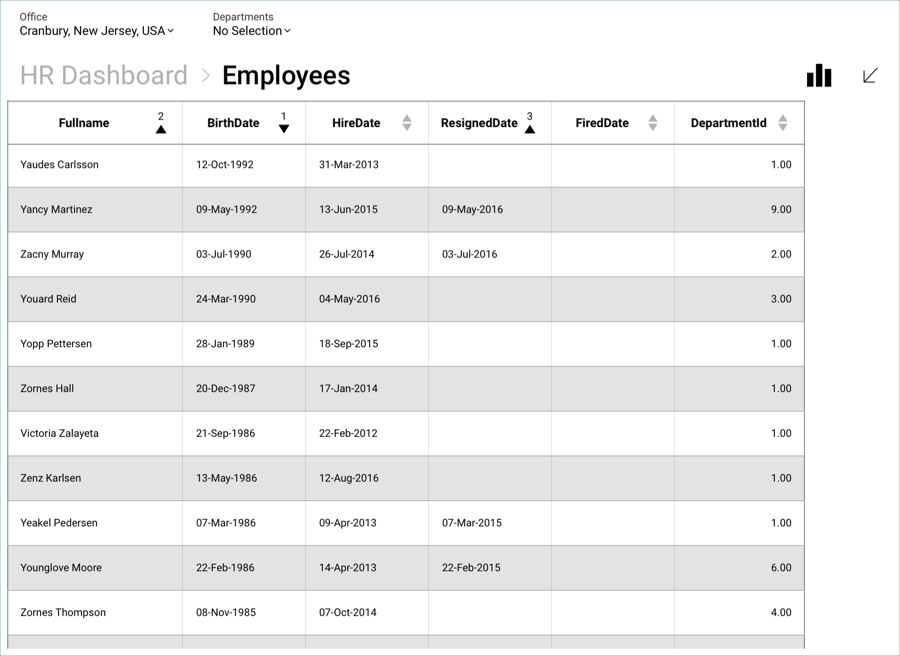 Office
Cranbury, New Jersey, USA
Departments
No Selection
HR Dashboard > Employees
Fullname 2 BirthDate 1 HireDate ResignedDate 3 FiredDate DepartmentId
Yaudes Carlsson 12-Oct-1992 31-Mar-2013 1.00
Yancy Martinez 09-May-1992 13-Jun-2015 09-May-2016 9.00
Zacny Murray 03-Jul-1990 26-Jul-2014 03-Jul-2016 2.00
Youard Reid 24-Mar-1990 04-May-2016 3.00
Yopp Pettersen 28-Jan-1989 18-Sep-2015 1.00
Zornes Hall 20-Dec-1987 17-Jan-2014 1.00
Victoria Zalayeta 21-Sep-1986 22-Feb-2012 1.00
Zenz Karlsen 13-May-1986 12-Aug-2016 1.00
Yeakel Pedersen 07-Mar-1986 09-Apr-2013 07-Mar-2015 1.00
Younglove Moore 22-Feb-1986 14-Apr-2013 22-Feb-2015 6.00
Zornes Thompson 08-Nov-1985 07-Oct-2014 4.00